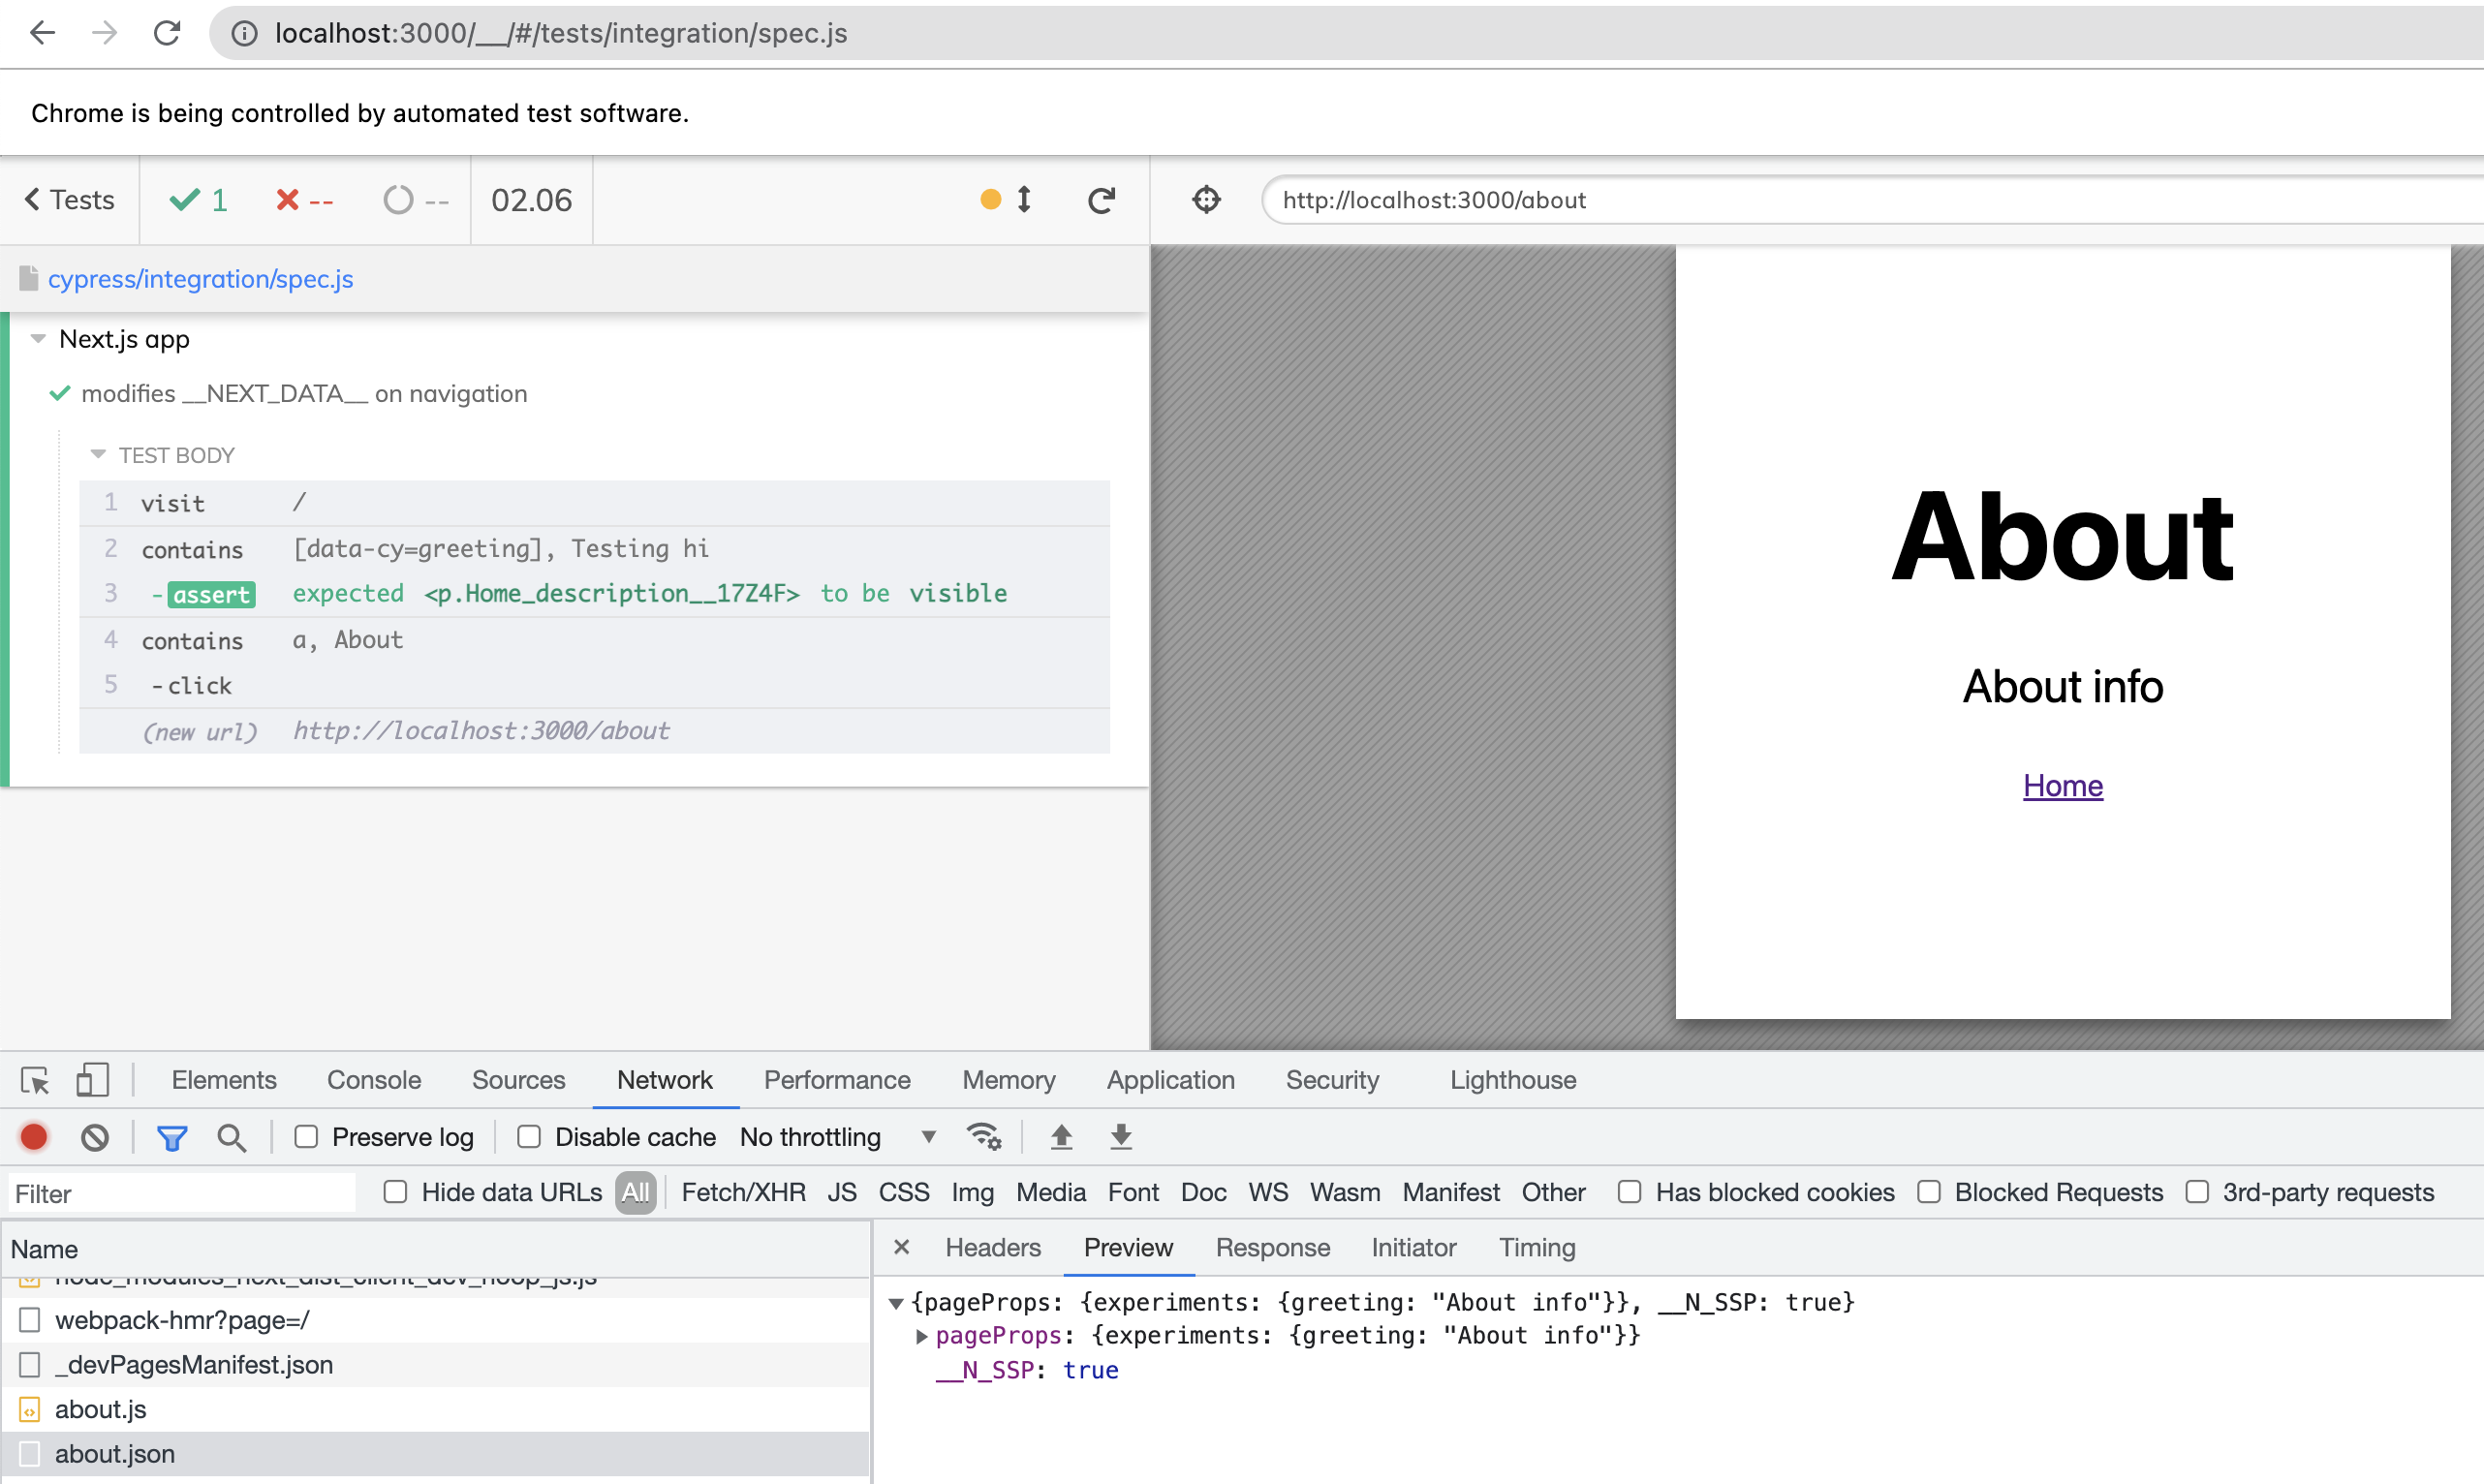 localhost:3000/__/#/tests/integration/spec.js
Chrome is being controlled by automated test software.
Tests 1 -- -- 02.06
http://localhost:3000/about
cypress/integration/spec.js
Next.js app
modifies __NEXT_DATA__ on navigation
TEST BODY
1 visit /
2 contains [data-cy=greeting], Testing hi
3 -assert expected <p.Home_description__17Z4F> to be visible
4 contains a, About
5 -click
(new url) http://localhost:3000/about
About
About info
Home
Elements Console Sources Network Performance Memory Application Security Lighthouse
Preserve log Disable cache No throttling
Filter Hide data URLs All Fetch/XHR JS CSS Img Media Font Doc WS Wasm Manifest Other Has blocked cookies Blocked Requests 3rd-party requests
Name
node_modules_next_dist_client_dev_noop_js.js
webpack-hmr?page=/
_devPagesManifest.json
about.js
about.json
Headers Preview Response Initiator Timing
{pageProps: {experiments: {greeting: "About info"}}, __N_SSP: true}
pageProps: {experiments: {greeting: "About info"}}
__N_SSP: true